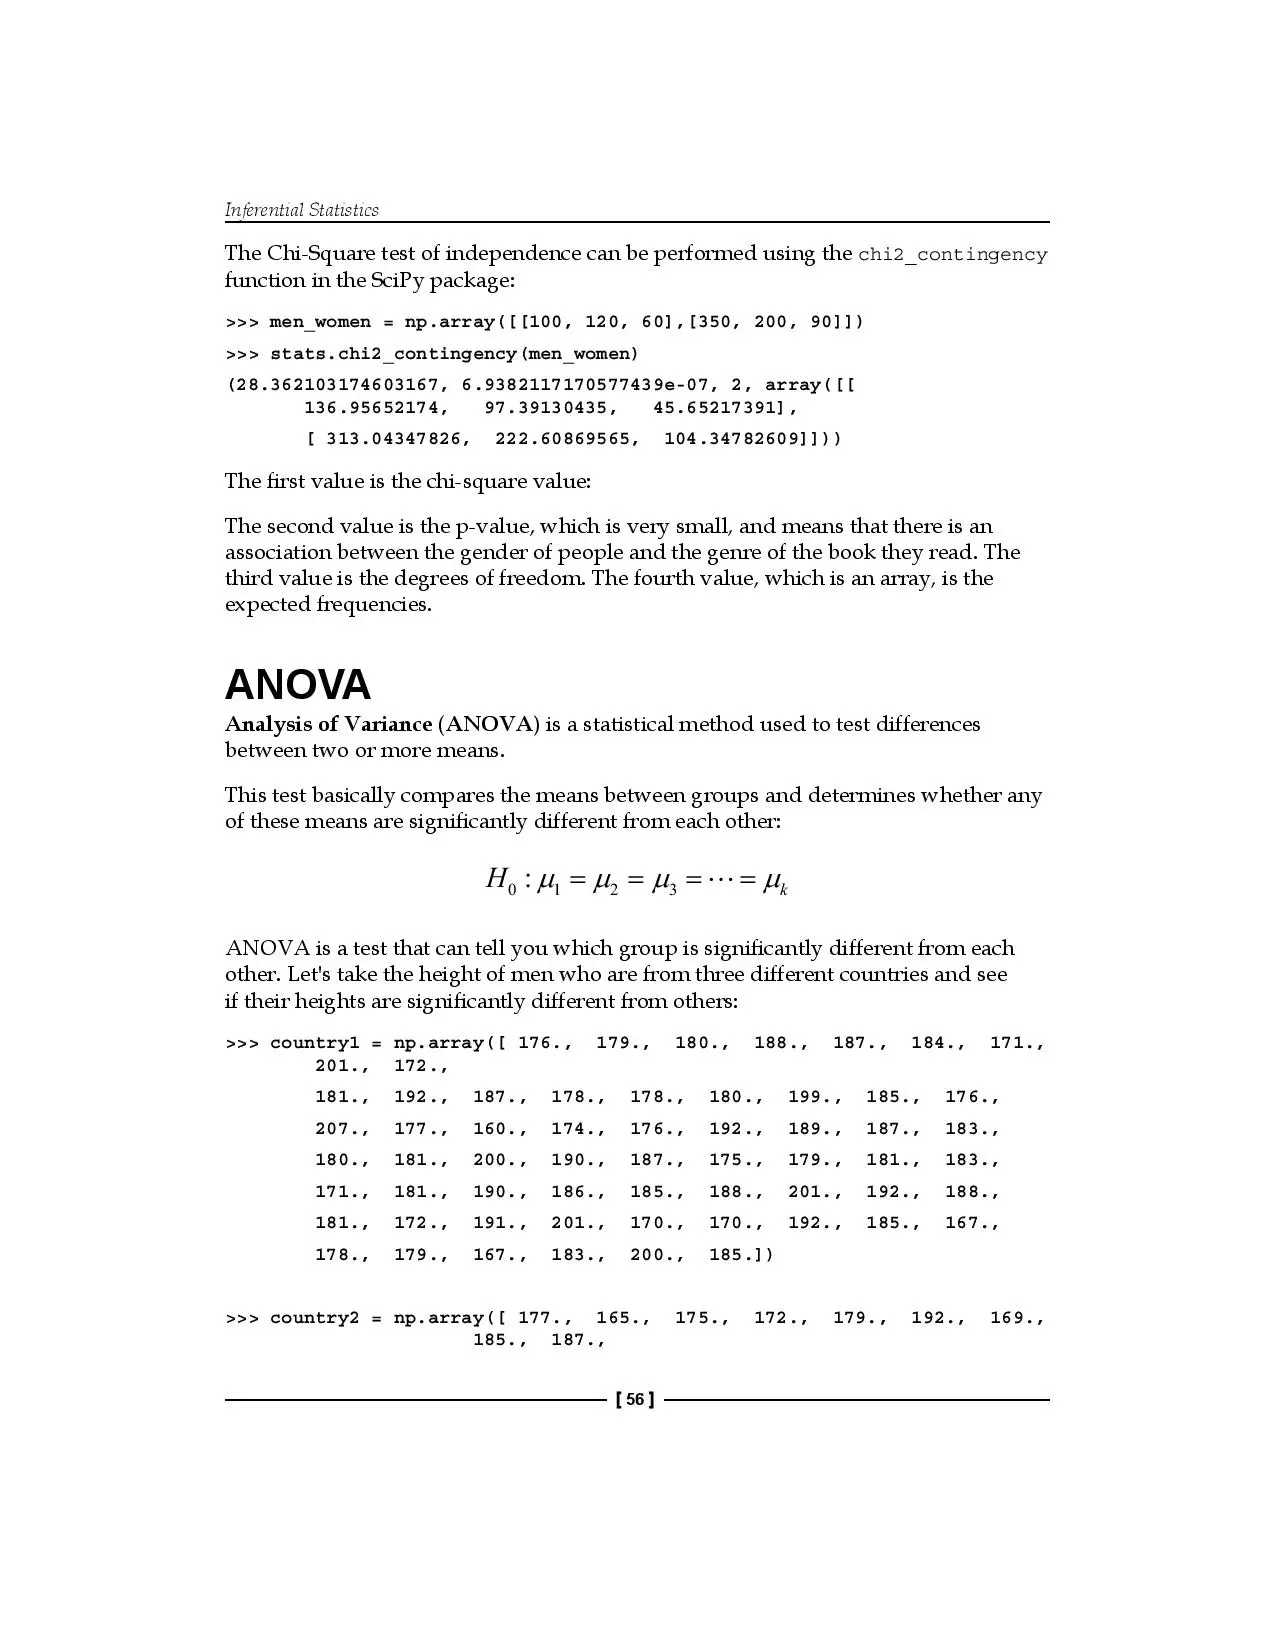 Inferential Statistics
The Chi-Square test of independence can be performed using the chi2_contingency
function in the SciPy package:
>>> men_women = np.array([[100, 120, 60],[350, 200, 90]])
>>> stats.chi2_contingency(men_women)
(28.362103174603167, 6.9382117170577439e-07, 2, array([[
136.95652174,   97.39130435,   45.65217391],
[ 313.04347826,  222.60869565,  104.34782609]]))
The first value is the chi-square value:
The second value is the p-value, which is very small, and means that there is an
association between the gender of people and the genre of the book they read. The
third value is the degrees of freedom. The fourth value, which is an array, is the
expected frequencies.
ANOVA
Analysis of Variance (ANOVA) is a statistical method used to test differences
between two or more means.
This test basically compares the means between groups and determines whether any
of these means are significantly different from each other:
H₀ : μ₁ = μ₂ = μ₃ = ⋯ = μₖ
ANOVA is a test that can tell you which group is significantly different from each
other. Let's take the height of men who are from three different countries and see
if their heights are significantly different from others:
>>> country1 = np.array([ 176.,  179.,  180.,  188.,  187.,  184.,  171.,
201.,  172.,
181.,  192.,  187.,  178.,  178.,  180.,  199.,  185.,  176.,
207.,  177.,  160.,  174.,  176.,  192.,  189.,  187.,  183.,
180.,  181.,  200.,  190.,  187.,  175.,  179.,  181.,  183.,
171.,  181.,  190.,  186.,  185.,  188.,  201.,  192.,  188.,
181.,  172.,  191.,  201.,  170.,  170.,  192.,  185.,  167.,
178.,  179.,  167.,  183.,  200.,  185.])
>>> country2 = np.array([ 177.,  165.,  175.,  172.,  179.,  192.,  169.,
185.,  187.,
[ 56 ]